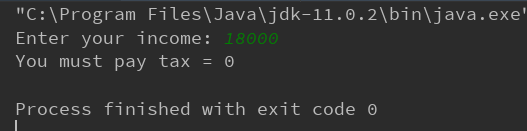 "C:\Program Files\Java\jdk-11.0.2\bin\java.exe"
Enter your income: 18000
You must pay tax = 0
Process finished with exit code 0